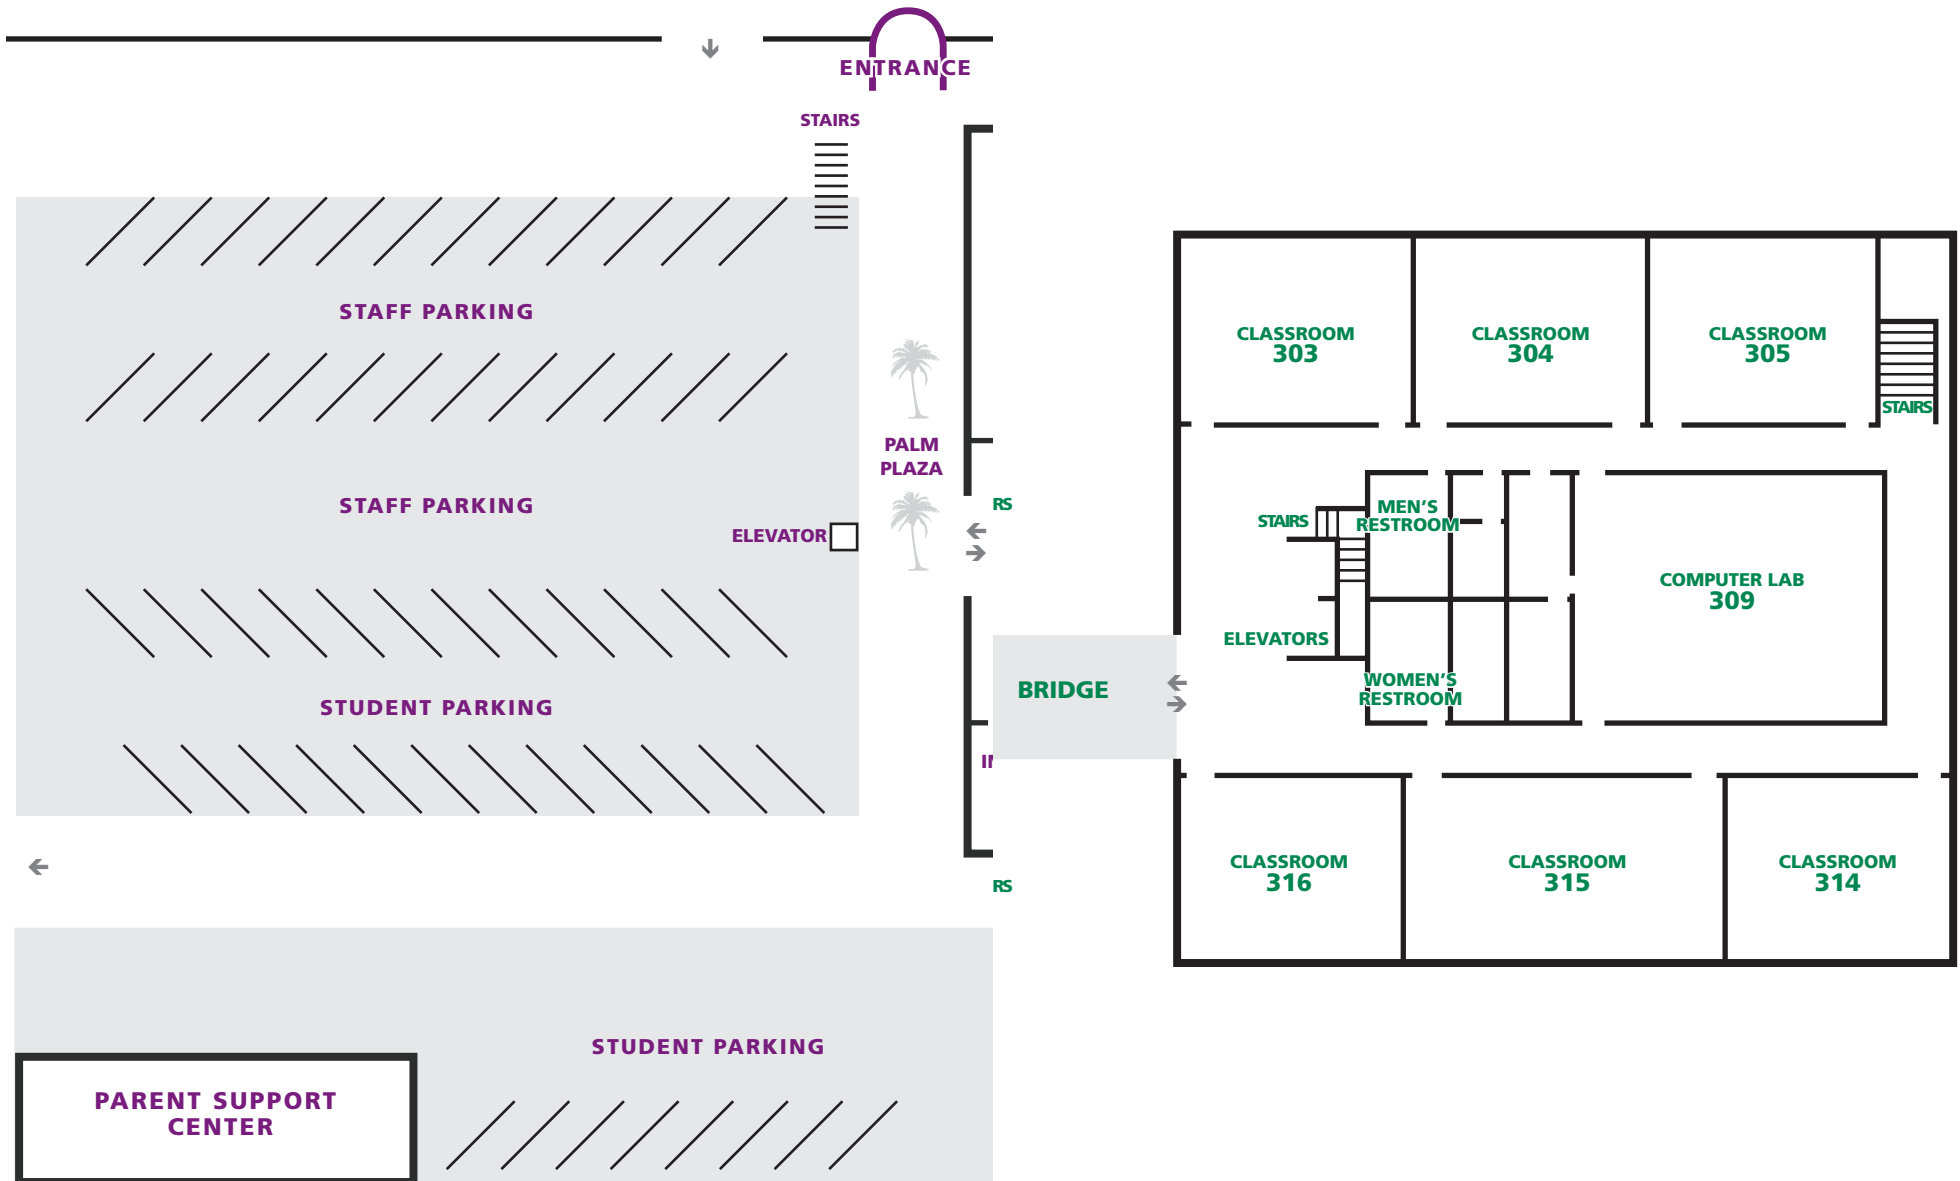 ENTRANCE
STAIRS
STAFF PARKING
PALM
PLAZA
STAFF PARKING
ELEVATOR
STUDENT PARKING
RS
RS
BRIDGE
CLASSROOM
303
CLASSROOM
304
CLASSROOM
305
STAIRS
STAIRS
MEN'S
RESTROOM
COMPUTER LAB
309
ELEVATORS
WOMEN'S
RESTROOM
CLASSROOM
316
CLASSROOM
315
CLASSROOM
314
STUDENT PARKING
PARENT SUPPORT
CENTER